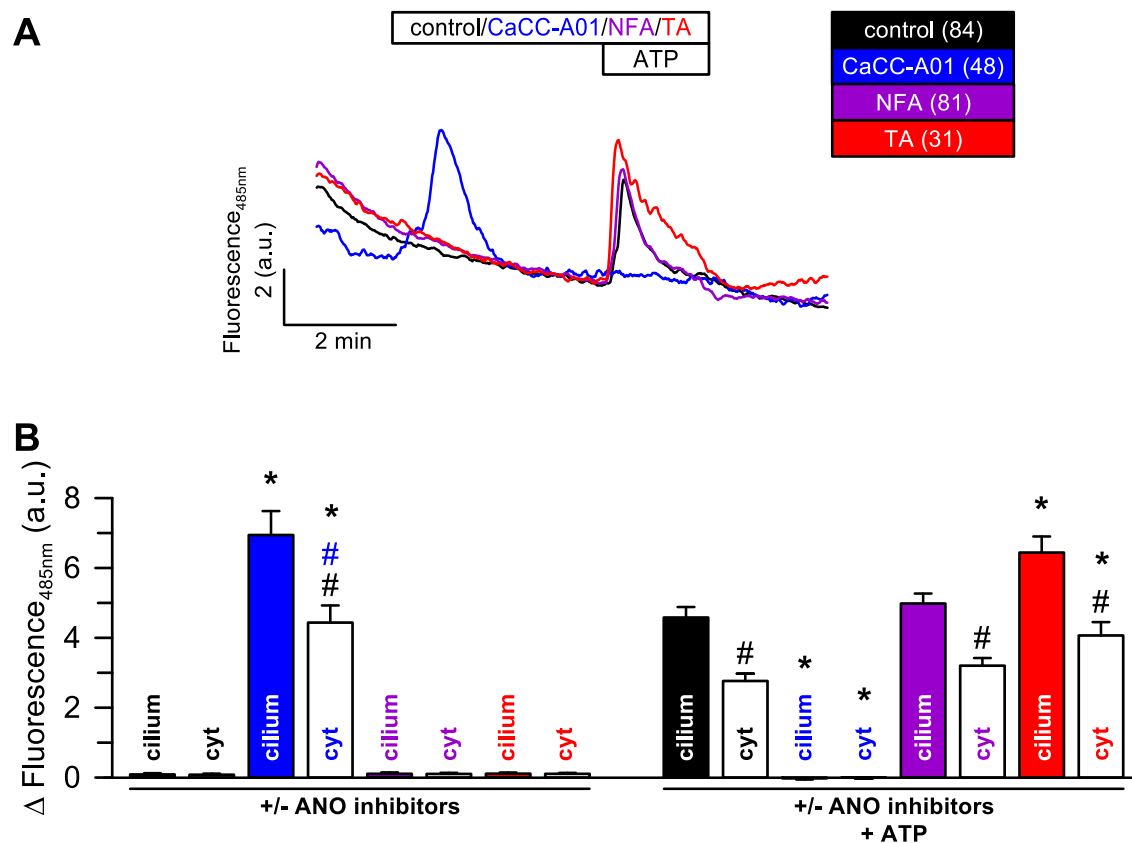 A
control/CaCC-A01/NFA/TA
ATP
control (84)
CaCC-A01 (48)
NFA (81)
TA (31)
Fluorescence485nm
2 (a.u.)
2 min
B
Δ Fluorescence485nm (a.u.)
8
6
4
2
0
*
*
#
#
cilium
cyt
cilium
cyt
cilium
cyt
cilium
cyt
#
*
*
#
*
*
#
cilium
cyt
cilium
cyt
cilium
cyt
cilium
cyt
+/- ANO inhibitors
+/- ANO inhibitors
+ ATP